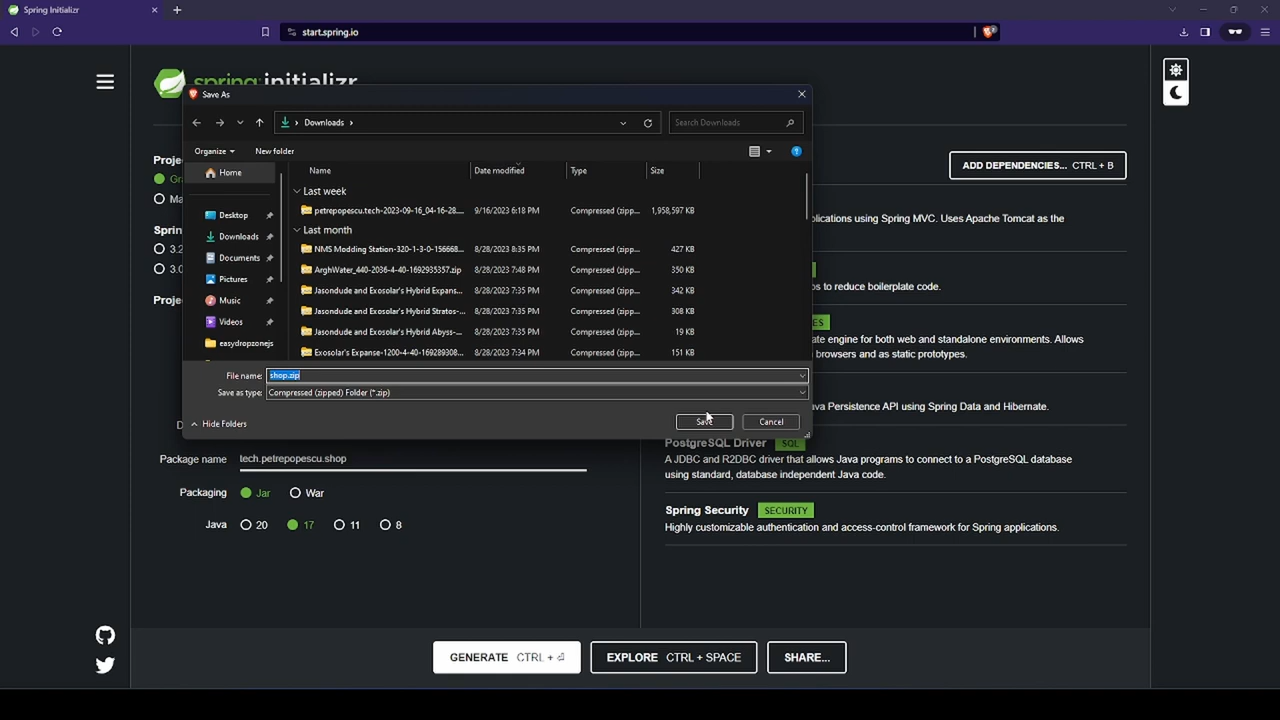 Spring Initializr
start.spring.io
spring initializr
Save As
Downloads
Search Downloads
Organize
New folder
Name
Date modified
Type
Size
Home
Desktop
Downloads
Documents
Pictures
Music
Videos
easydropzonejs
Last week
petrepopescu.tech-2023-09-16_04-16-28... 9/16/2023 6:18 PM Compressed (zipp... 1,958,597 KB
Last month
NMS Modding Station-320-1-3-0-156668... 8/28/2023 8:35 PM Compressed (zipp... 427 KB
ArghWater_440-2036-4-40-1692935357.zip 8/28/2023 7:48 PM Compressed (zipp... 350 KB
Jasondude and Exosolar's Hybrid Expans... 8/28/2023 7:35 PM Compressed (zipp... 342 KB
Jasondude and Exosolar's Hybrid Stratos-... 8/28/2023 7:35 PM Compressed (zipp... 308 KB
Jasondude and Exosolar's Hybrid Abyss-... 8/28/2023 7:35 PM Compressed (zipp... 19 KB
Exosolar's Expanse-1200-4-40-169289308... 8/28/2023 7:34 PM Compressed (zipp... 151 KB
File name: shop.zip
Save as type: Compressed (zipped) Folder (*.zip)
Hide Folders
Save
Cancel
Proje
Gr
Ma
Sprin
3.2
3.0
Proje
D
Package name tech.petrepopescu.shop
Packaging Jar War
Java 20 17 11 8
ADD DEPENDENCIES... CTRL + B
lications using Spring MVC. Uses Apache Tomcat as the
os to reduce boilerplate code.
ES
ate engine for both web and standalone environments. Allows
browsers and as static prototypes.
ava Persistence API using Spring Data and Hibernate.
PostgreSQL Driver SQL
A JDBC and R2DBC driver that allows Java programs to connect to a PostgreSQL database
using standard, database independent Java code.
Spring Security SECURITY
Highly customizable authentication and access-control framework for Spring applications.
GENERATE CTRL + ⏎
EXPLORE CTRL + SPACE
SHARE...